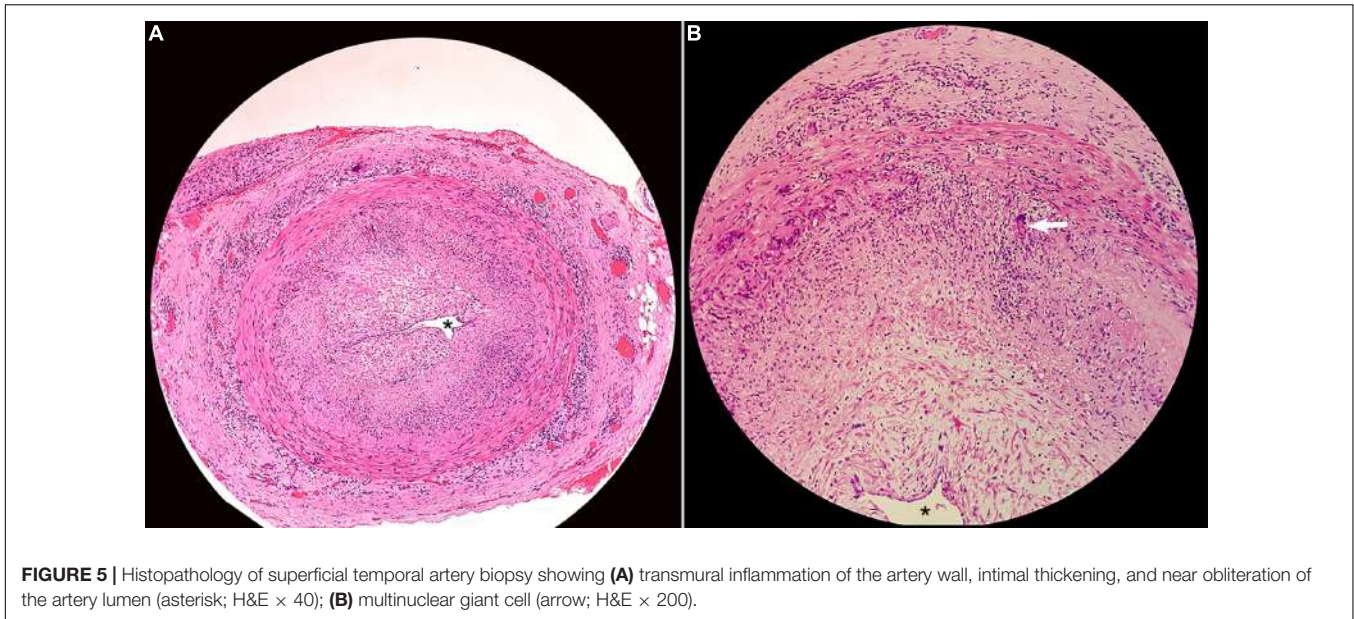 A
B
*
*
FIGURE 5 | Histopathology of superficial temporal artery biopsy showing (A) transmural inflammation of the artery wall, intimal thickening, and near obliteration of
the artery lumen (asterisk; H&E × 40); (B) multinuclear giant cell (arrow; H&E × 200).